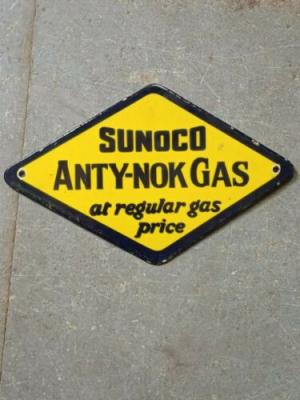 SUNOCO
ANTY-NOK GAS
at regular gas
price